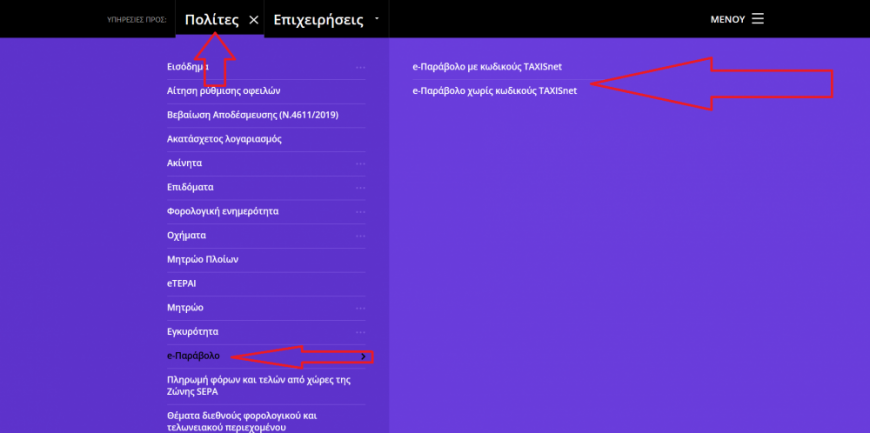 ΥΠΗΡΕΣΙΕΣ ΠΡΟΣ: Πολίτες × Επιχειρήσεις ΜΕΝΟΥ
Εισόδημα ...
Αίτηση ρύθμισης οφειλών
Βεβαίωση Αποδέσμευσης (Ν.4611/2019)
Ακατάσχετος λογαριασμός
Ακίνητα ...
Επιδόματα ...
Φορολογική ενημερότητα ...
Οχήματα ...
Μητρώο Πλοίων
eΤΕΡΑΙ
Μητρώο ...
Εγκυρότητα ...
e-Παράβολο
Πληρωμή φόρων και τελών από χώρες της
Ζώνης SEPA
Θέματα διεθνούς φορολογικού και
τελωνειακού περιεχομένου
e-Παράβολο με κωδικούς TAXISnet
e-Παράβολο χωρίς κωδικούς TAXISnet